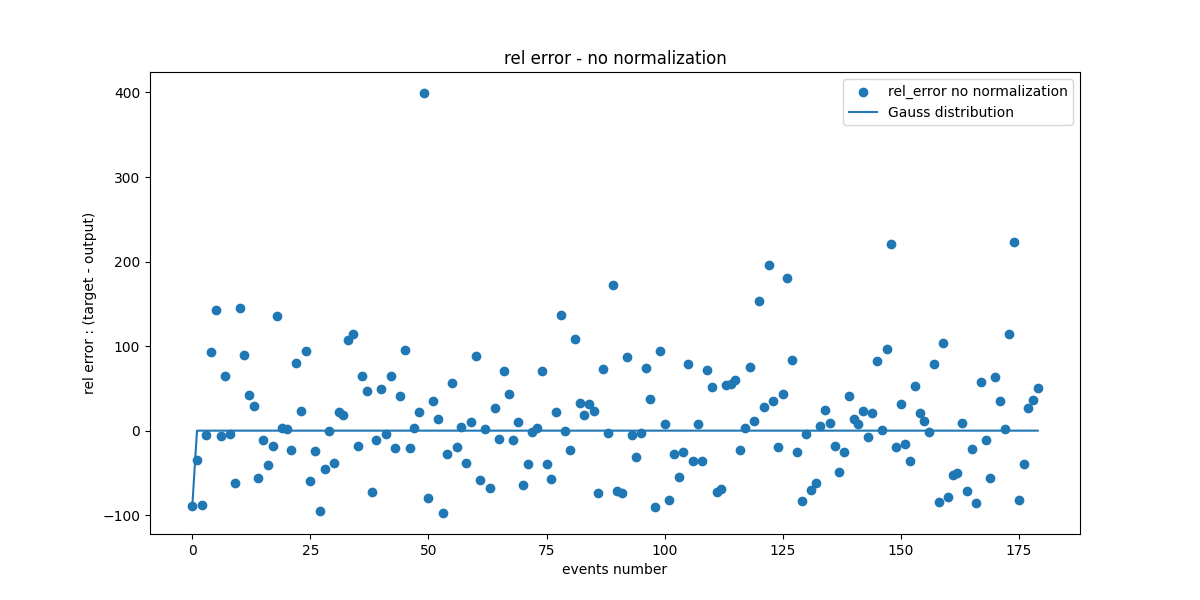 rel error - no normalization
rel_error no normalization
Gauss distribution
400
300
200
100
0
−100
rel error : (target - output)
0
25
50
75
100
125
150
175
events number